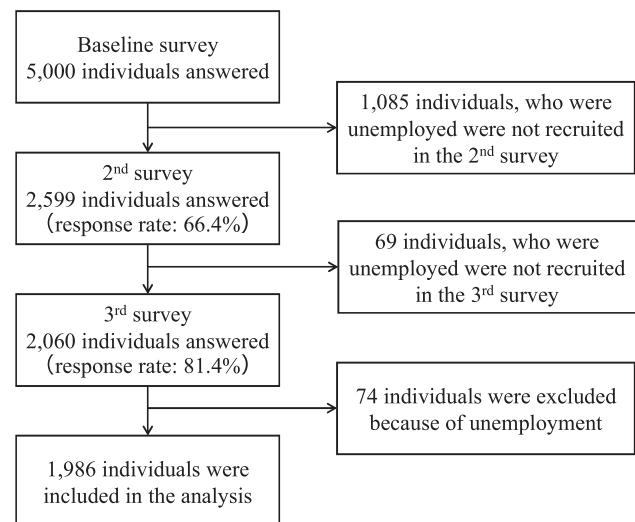 Baseline survey
5,000 individuals answered
1,085 individuals, who were
unemployed were not recruited
in the 2nd survey
2nd survey
2,599 individuals answered
(response rate: 66.4%)
69 individuals, who were
unemployed were not recruited
in the 3rd survey
3rd survey
2,060 individuals answered
(response rate: 81.4%)
74 individuals were excluded
because of unemployment
1,986 individuals were
included in the analysis